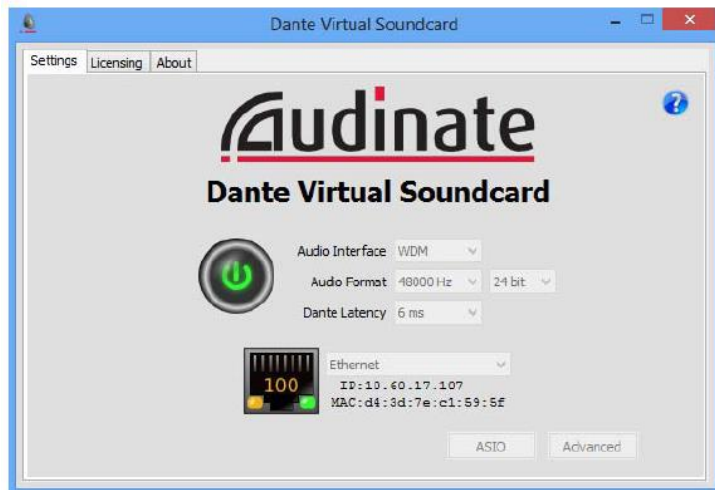 Dante Virtual Soundcard
Settings Licensing About
Audinate
Dante Virtual Soundcard
Audio Interface WDM
Audio Format 48000 Hz 24 bit
Dante Latency 6 ms
Ethernet
100
ID:10.60.17.107
MAC:d4:3d:7e:c1:59:5f
ASIO Advanced